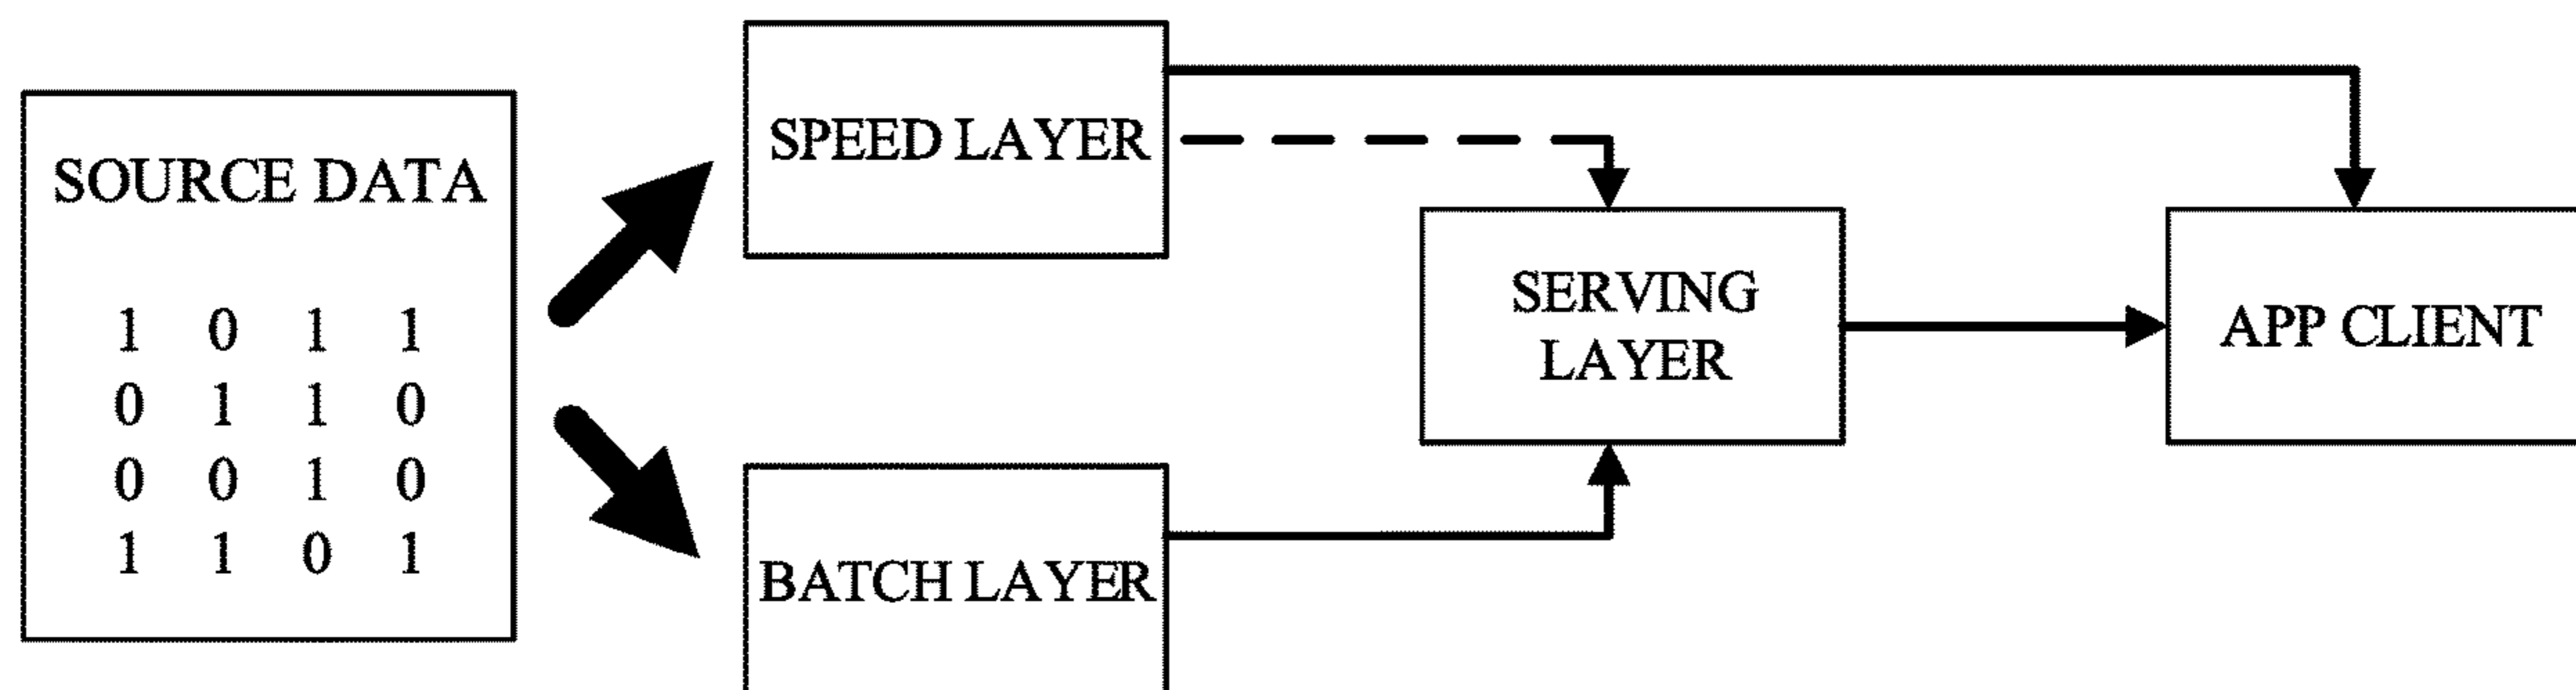 SOURCE DATA
1 0 1 1
0 1 1 0
0 0 1 0
1 1 0 1
SPEED LAYER
BATCH LAYER
SERVING
LAYER
APP CLIENT